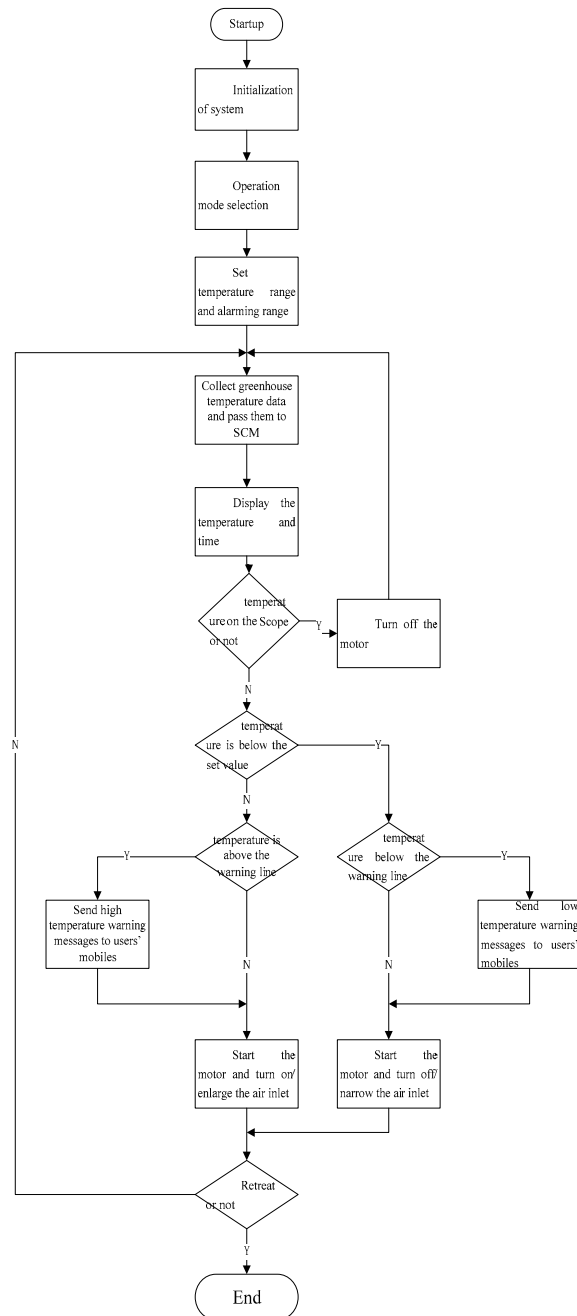 Startup
Initialization
of system
Operation
mode selection
Set
temperature range
and alarming range
Collect greenhouse
temperature data
and pass them to
SCM
Display the
temperature and
time
temperat
ure on the Scope
or not
Y
Turn off the
motor
N
temperat
ure is below the
set value
Y
N
N
temperature is
above the
warning line
Y
temperat
ure below the
warning line
Y
Send high
temperature warning
messages to users'
mobiles
Send low
temperature warning
messages to users'
mobiles
N
N
Start the
motor and turn on/
enlarge the air inlet
Start the
motor and turn off/
narrow the air inlet
Retreat
or not
Y
End